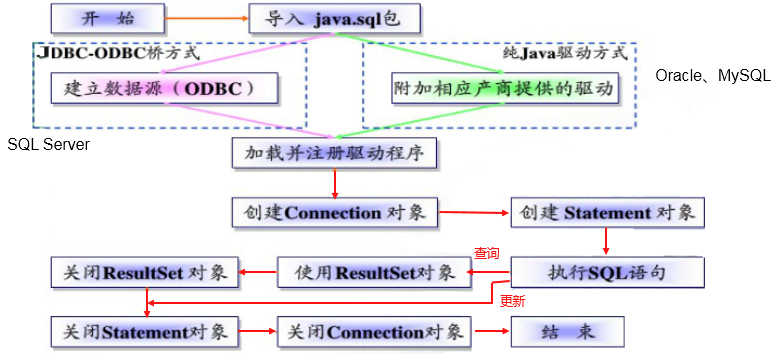 开 始
导入 java.sql包
JDBC-ODBC桥方式
纯Java驱动方式
建立数据源（ODBC）
附加相应产商提供的驱动
Oracle、MySQL
SQL Server
加载并注册驱动程序
创建Connection 对象
创建 Statement 对象
查询
关闭ResultSet 对象
使用ResultSet对象
执行SQL语句
更新
关闭Statement对象
关闭Connection对象
结 束